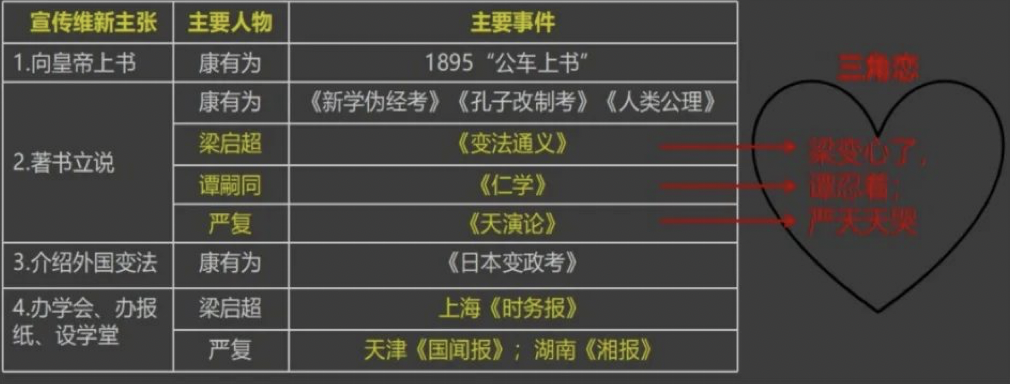 宣传维新主张 主要人物 主要事件
1.向皇帝上书 康有为 1895“公车上书”
2.著书立说 康有为 《新学伪经考》《孔子改制考》《人类公理》
梁启超 《变法通义》
谭嗣同 《仁学》
严复 《天演论》
3.介绍外国变法 康有为 《日本变政考》
4.办学会、办报
纸、设学堂
梁启超 上海《时务报》
严复 天津《国闻报》；湖南《湘报》
三角恋
梁变心了，
谭忍着；
严天天哭